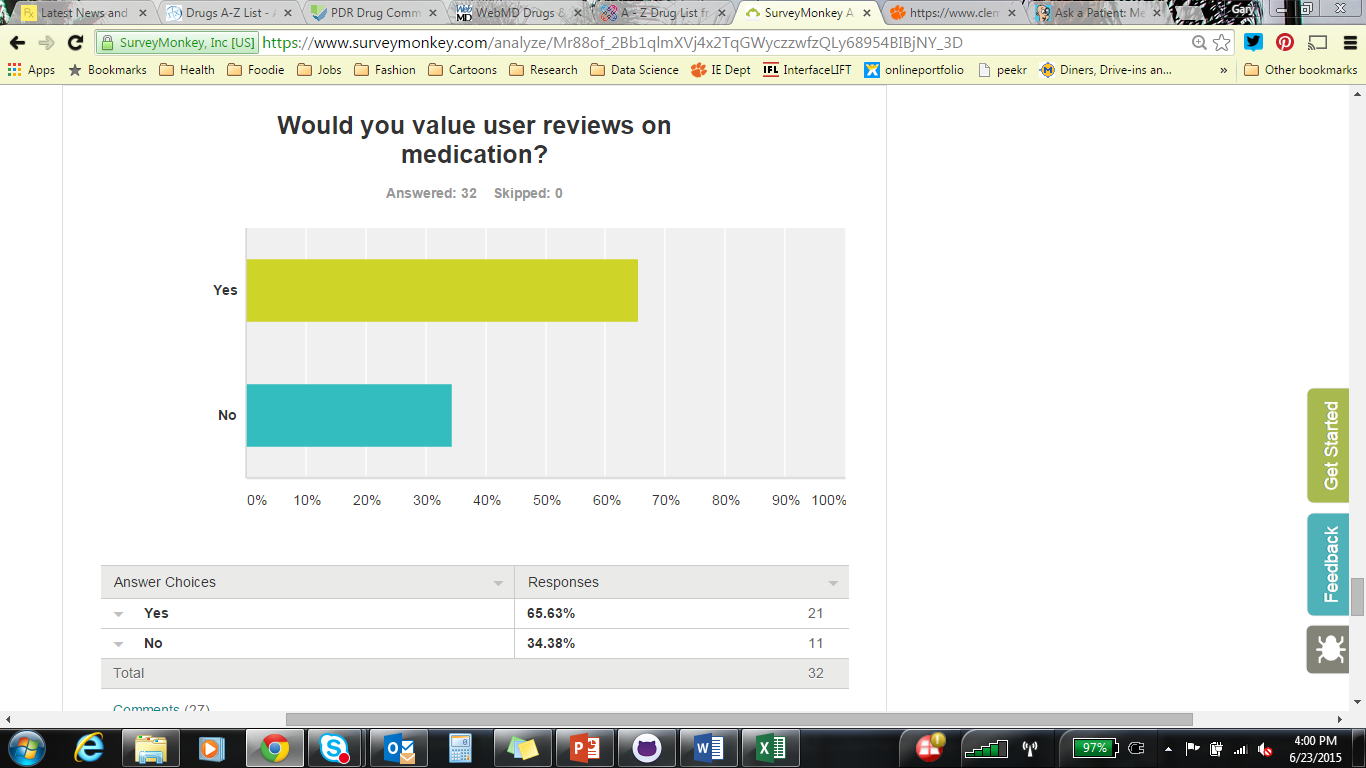 Latest News and
Drugs A-Z List - A
PDR Drug Comm
WebMD Drugs &
A - Z Drug List fr
SurveyMonkey A
https://www.clem
Ask a Patient: Me
Gary
SurveyMonkey, Inc [US]
https://www.surveymonkey.com/analyze/Mr88of_2Bb1qlmXVj4x2TqGWyczzwfzQLy68954BIBjNY_3D
Apps Bookmarks Health Foodie Jobs Fashion Cartoons Research Data Science IE Dept IFL InterfaceLIFT onlineportfolio peekr Diners, Drive-ins an... » Other bookmarks
Would you value user reviews on
medication?
Answered: 32 Skipped: 0
Yes
No
0% 10% 20% 30% 40% 50% 60% 70% 80% 90% 100%
Answer Choices Responses
Yes 65.63% 21
No 34.38% 11
Total 32
Comments (27)
Get Started
Feedback
97%
4:00 PM
6/23/2015